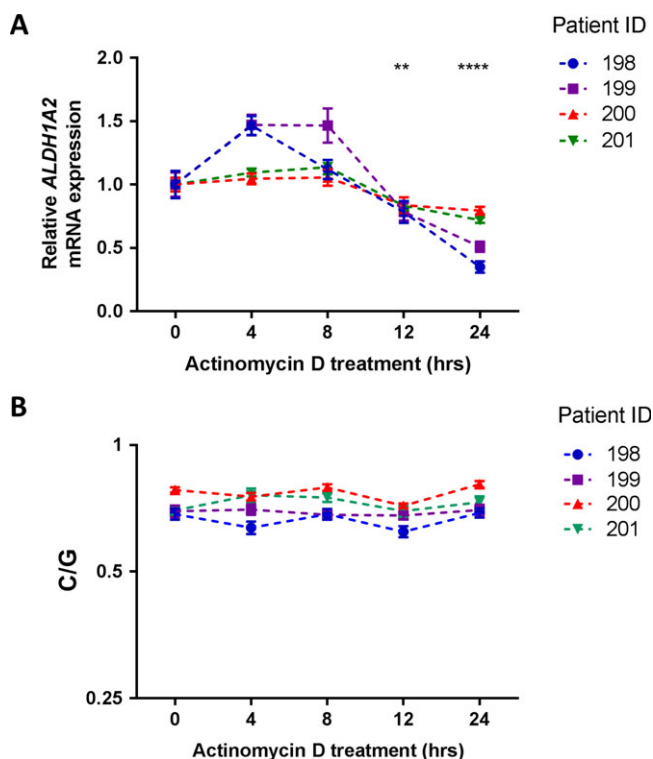 A
Patient ID
198
199
200
201
** ****
2.0
1.5
1.0
0.5
0.0
Relative ALDH1A2
mRNA expression
0 4 8 12 24
Actinomycin D treatment (hrs)
B
Patient ID
198
199
200
201
1
0.5
0.25
C/G
0 4 8 12 24
Actinomycin D treatment (hrs)